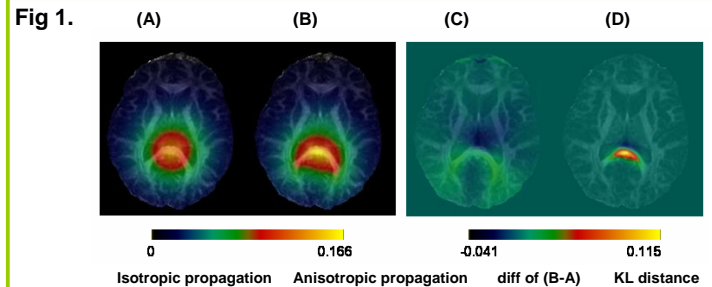 Fig 1. (A) (B) (C) (D)
0 0.166 -0.041 0.115
Isotropic propagation Anisotropic propagation diff of (B-A) KL distance